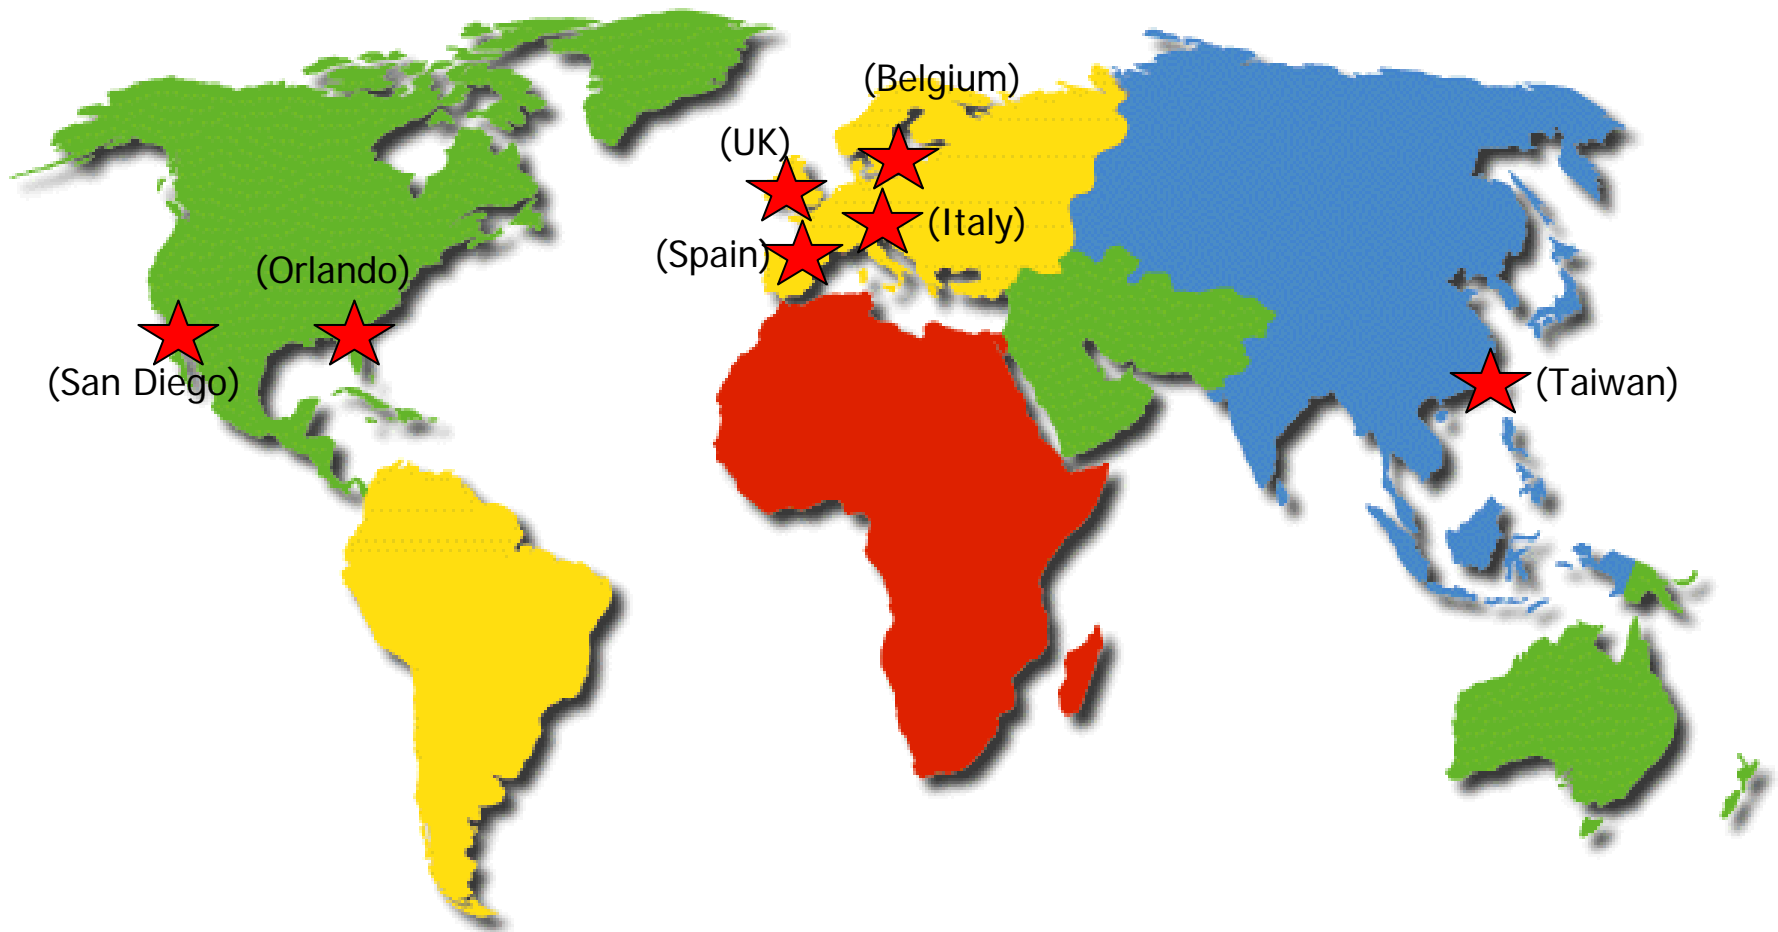 (Belgium)
(UK)
(Italy)
(Spain)
(Orlando)
(San Diego)
(Taiwan)